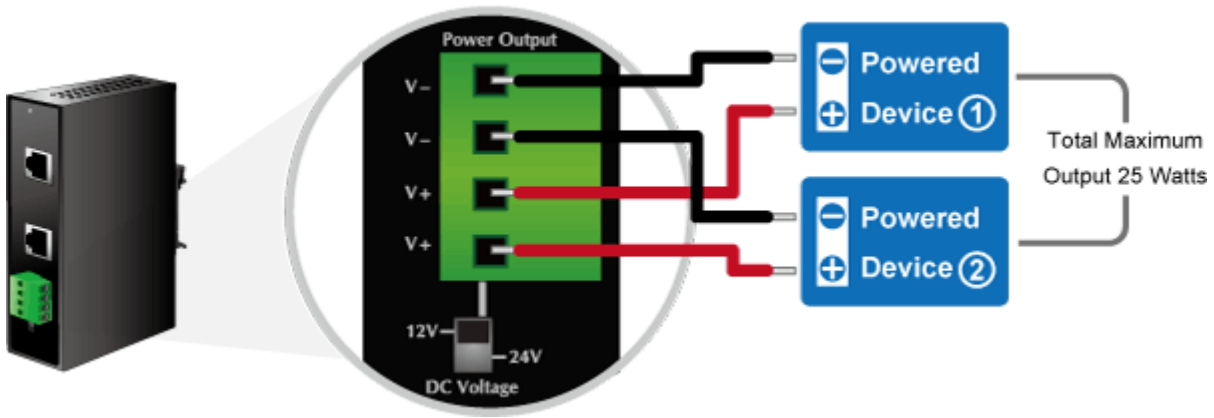 Power Output
V−
V−
V+
V+
12V
24V
DC Voltage
− Powered
+ Device ①
− Powered
+ Device ②
Total Maximum
Output 25 Watts